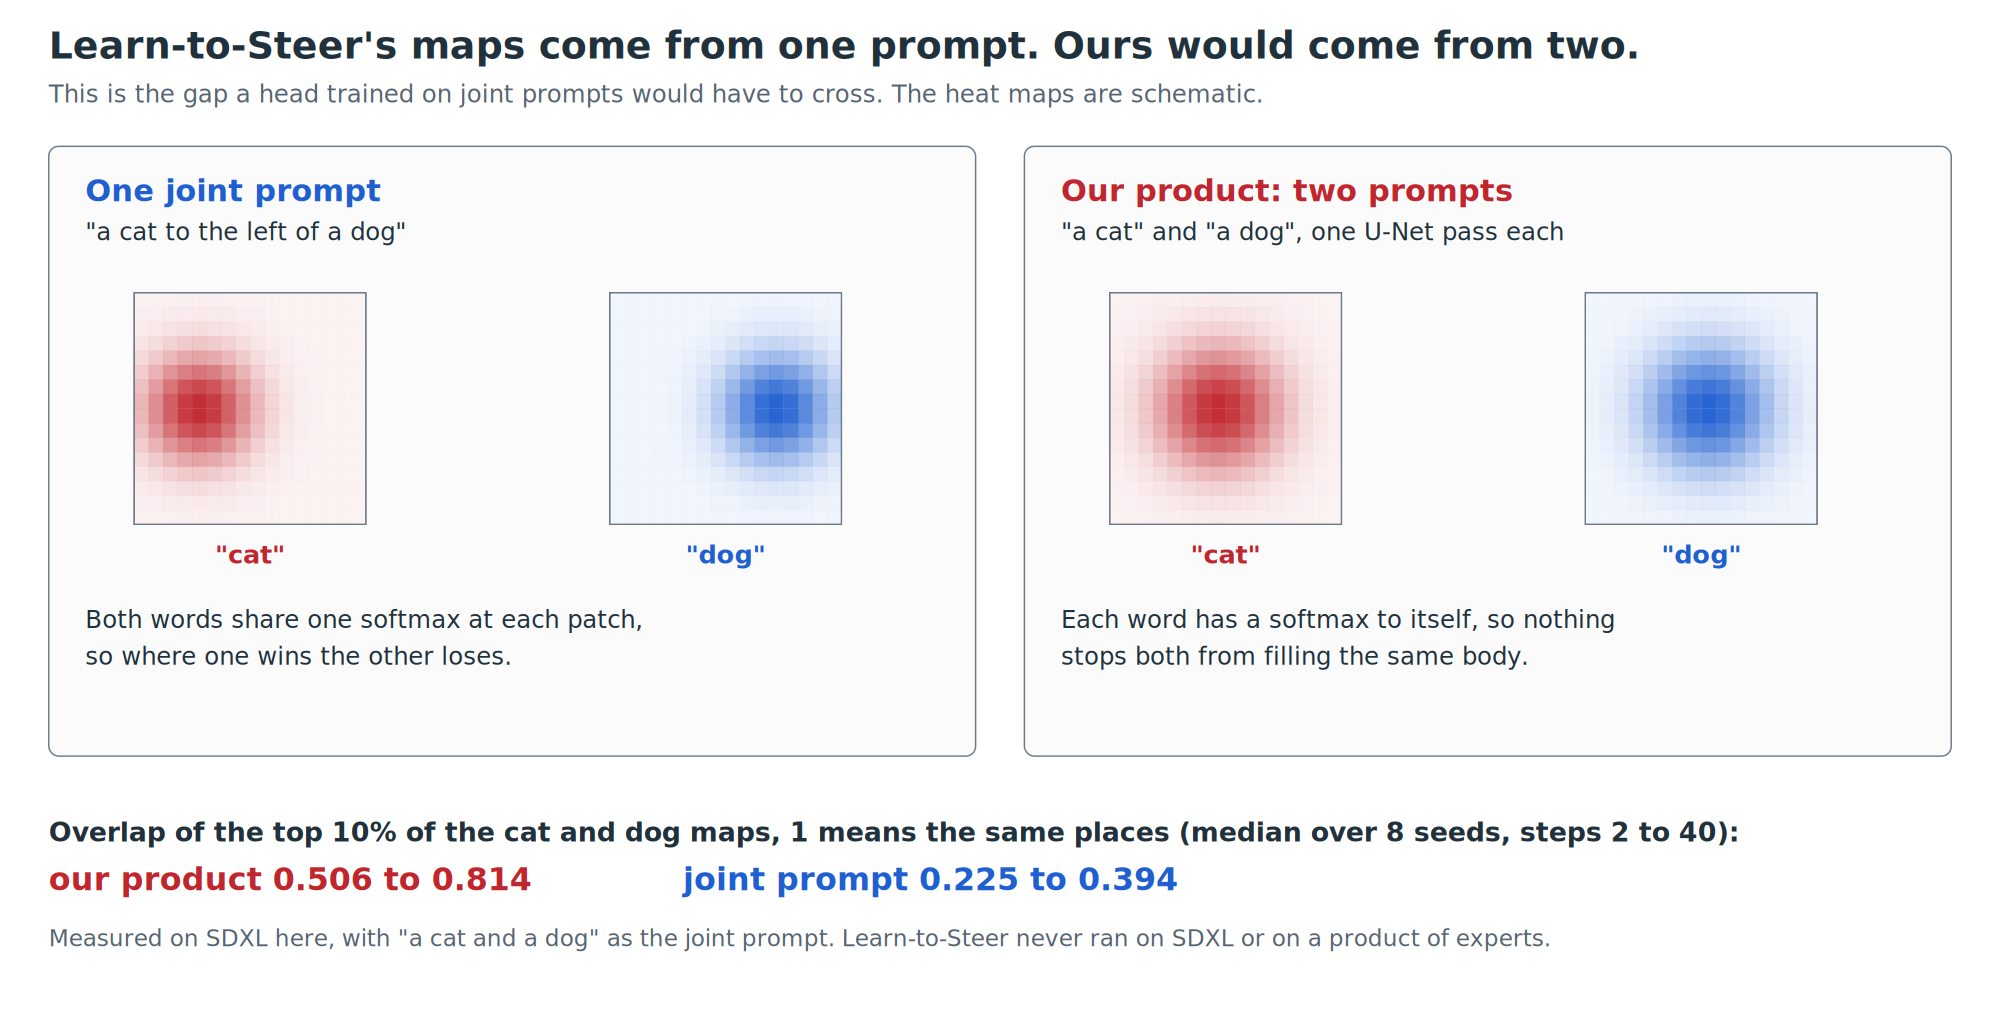 Learn-to-Steer's maps come from one prompt. Ours would come from two.
This is the gap a head trained on joint prompts would have to cross. The heat maps are schematic.
One joint prompt
"a cat to the left of a dog"
"cat"
"dog"
Both words share one softmax at each patch,
so where one wins the other loses.
Our product: two prompts
"a cat" and "a dog", one U-Net pass each
"cat"
"dog"
Each word has a softmax to itself, so nothing
stops both from filling the same body.
Overlap of the top 10% of the cat and dog maps, 1 means the same places (median over 8 seeds, steps 2 to 40):
our product 0.506 to 0.814
joint prompt 0.225 to 0.394
Measured on SDXL here, with "a cat and a dog" as the joint prompt. Learn-to-Steer never ran on SDXL or on a product of experts.